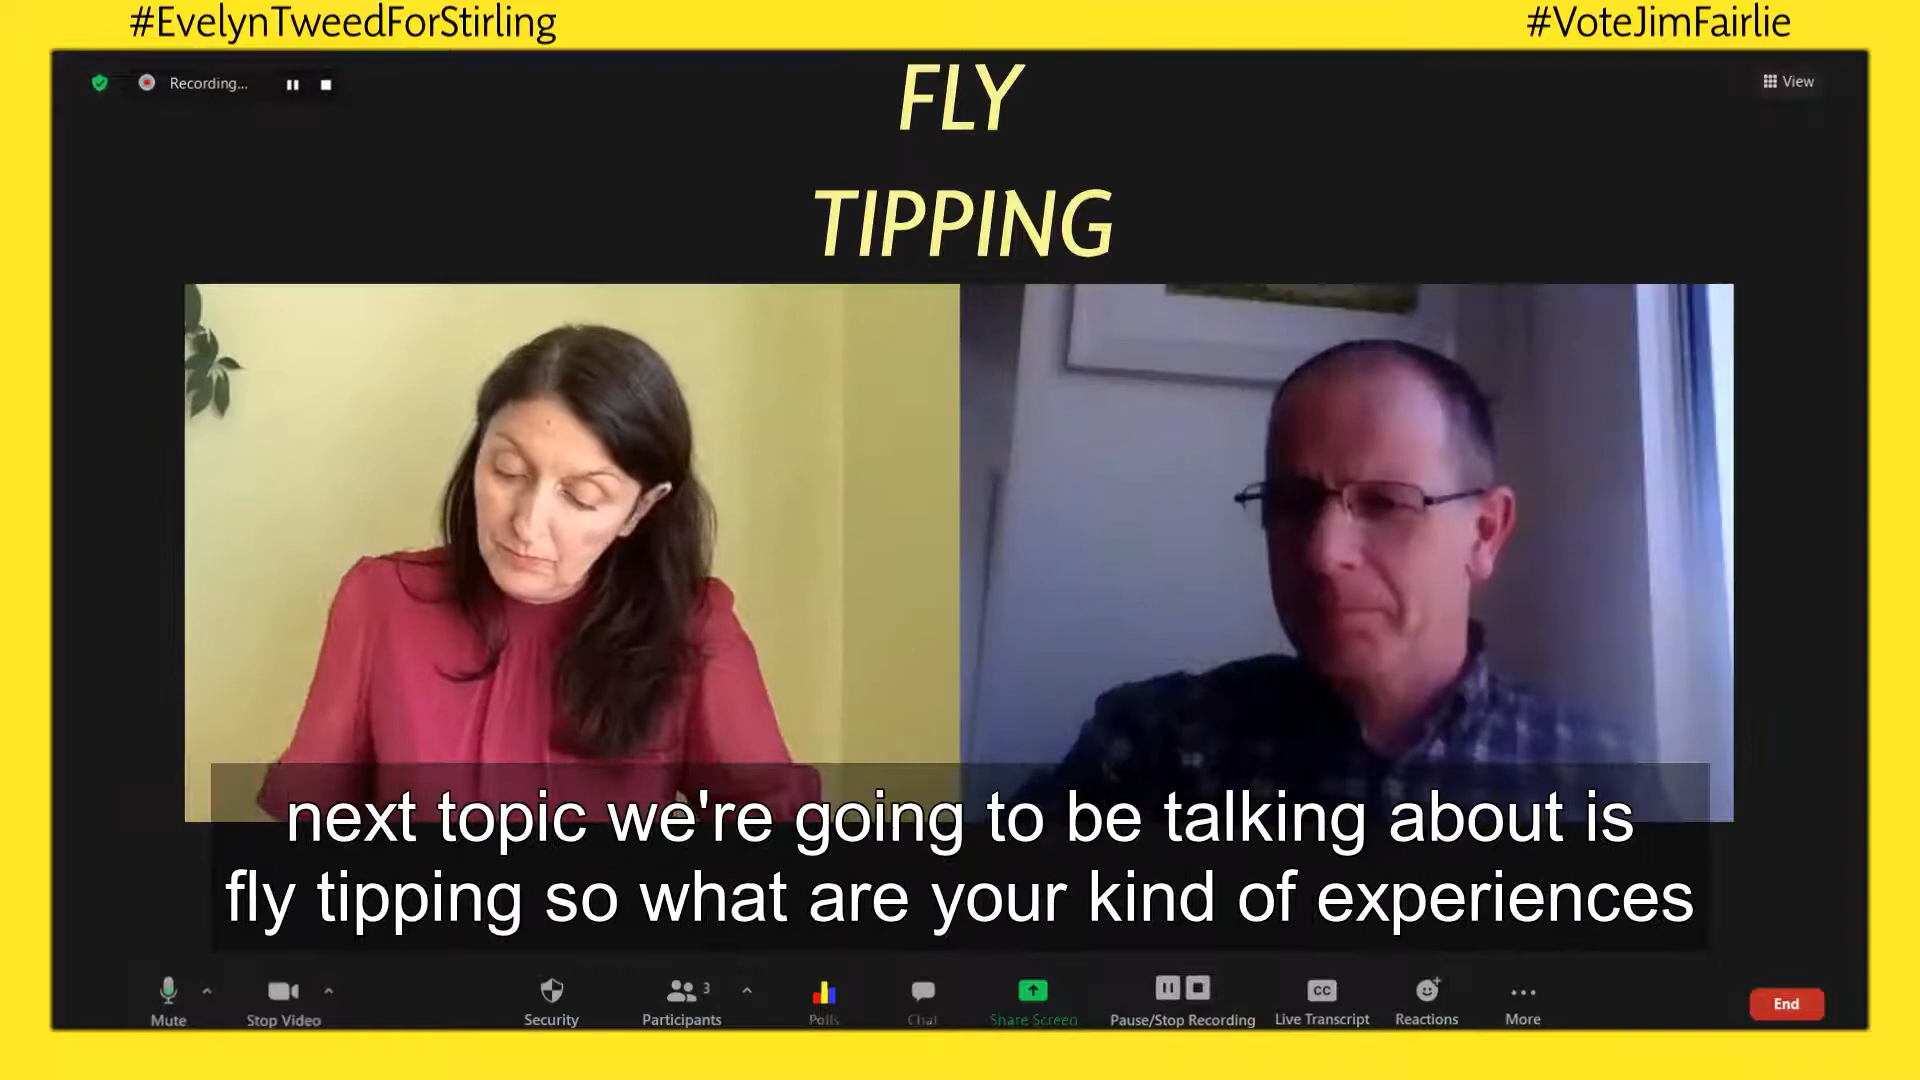 #EvelynTweedForStirling
#VoteJimFairlie
Recording...
View
FLY
TIPPING
next topic we're going to be talking about is
fly tipping so what are your kind of experiences
Mute
Stop Video
Security
3
Participants
Polls
Chat
Share Screen
Pause/Stop Recording
CC
Live Transcript
Reactions
More
End